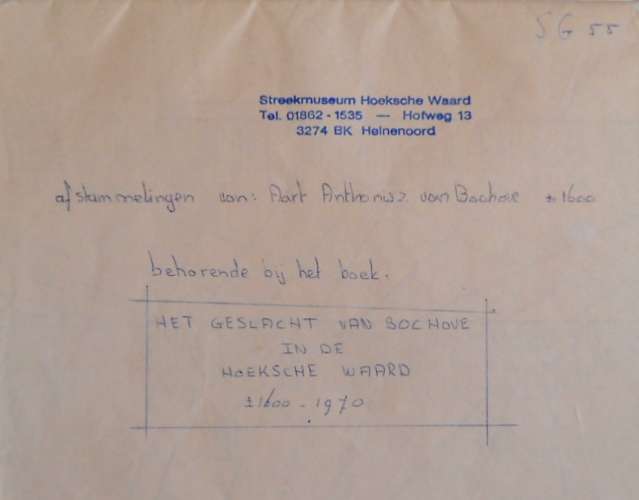 SG 55
Streekmuseum Hoeksche Waard
Tel. 01862-1535 — Hofweg 13
3274 BK Heinenoord
afstammelingen van: Aart Anthonisz. van Bochove ± 1600
behorende bij het boek.
HET GESLACHT VAN BOCHOVE
IN DE
HOEKSCHE WAARD
±1600 - 1970